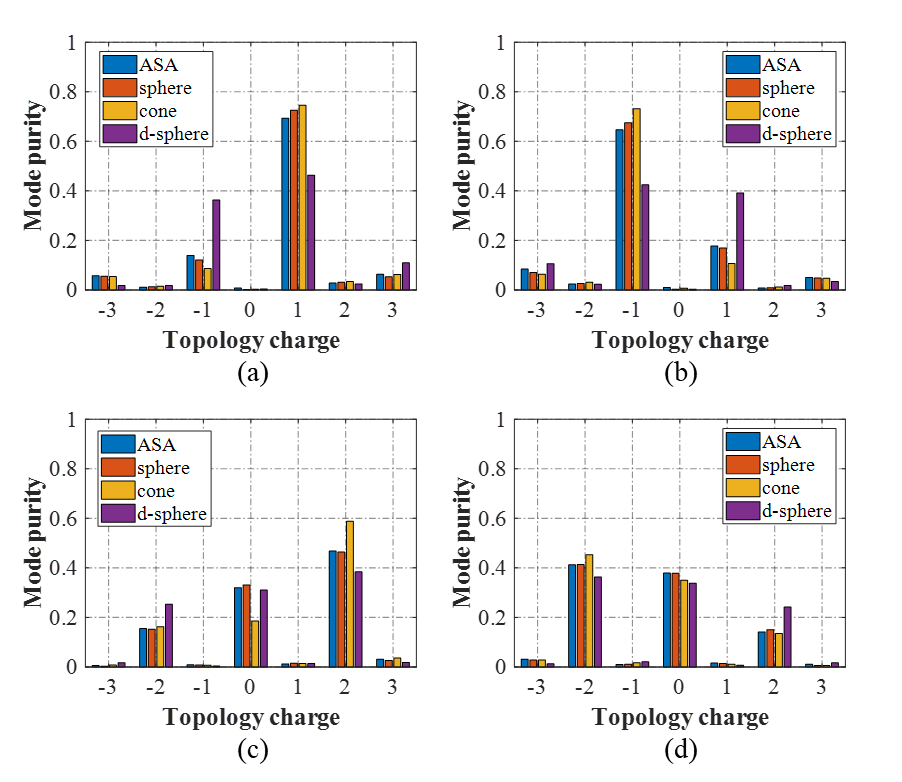 1
0.8
0.6
0.4
0.2
0
Mode purity
ASA
sphere
cone
d-sphere
-3 -2 -1 0 1 2 3
Topology charge
(a)
1
0.8
0.6
0.4
0.2
0
Mode purity
ASA
sphere
cone
d-sphere
-3 -2 -1 0 1 2 3
Topology charge
(b)
1
0.8
0.6
0.4
0.2
0
Mode purity
ASA
sphere
cone
d-sphere
-3 -2 -1 0 1 2 3
Topology charge
(c)
1
0.8
0.6
0.4
0.2
0
Mode purity
ASA
sphere
cone
d-sphere
-3 -2 -1 0 1 2 3
Topology charge
(d)